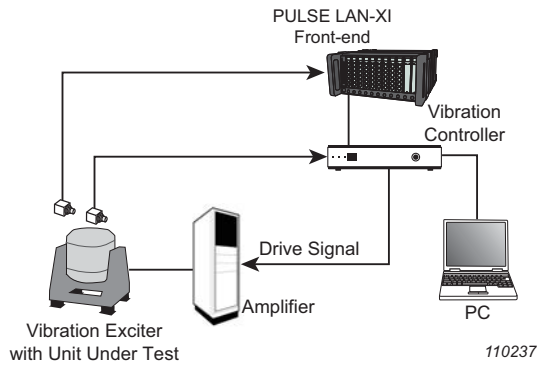 PULSE LAN-XI
Front-end
Vibration
Controller
Drive Signal
Amplifier
PC
Vibration Exciter
with Unit Under Test
110237